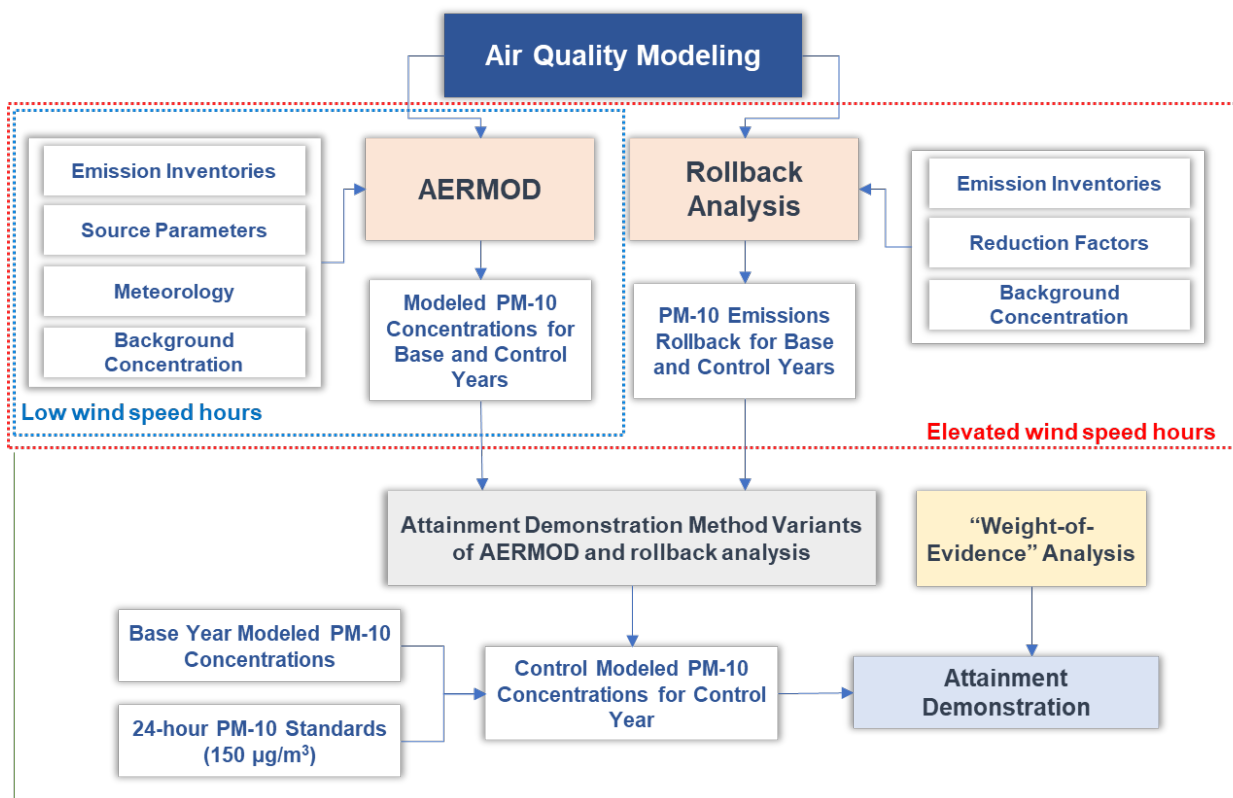 Air Quality Modeling
Emission Inventories
Source Parameters
Meteorology
Background
Concentration
AERMOD
Modeled PM-10
Concentrations for
Base and Control
Years
Low wind speed hours
Rollback
Analysis
PM-10 Emissions
Rollback for Base
and Control Years
Emission Inventories
Reduction Factors
Background
Concentration
Elevated wind speed hours
Attainment Demonstration Method Variants
of AERMOD and rollback analysis
“Weight-of-
Evidence” Analysis
Base Year Modeled PM-10
Concentrations
24-hour PM-10 Standards
(150 µg/m³)
Control Modeled PM-10
Concentrations for Control
Year
Attainment
Demonstration